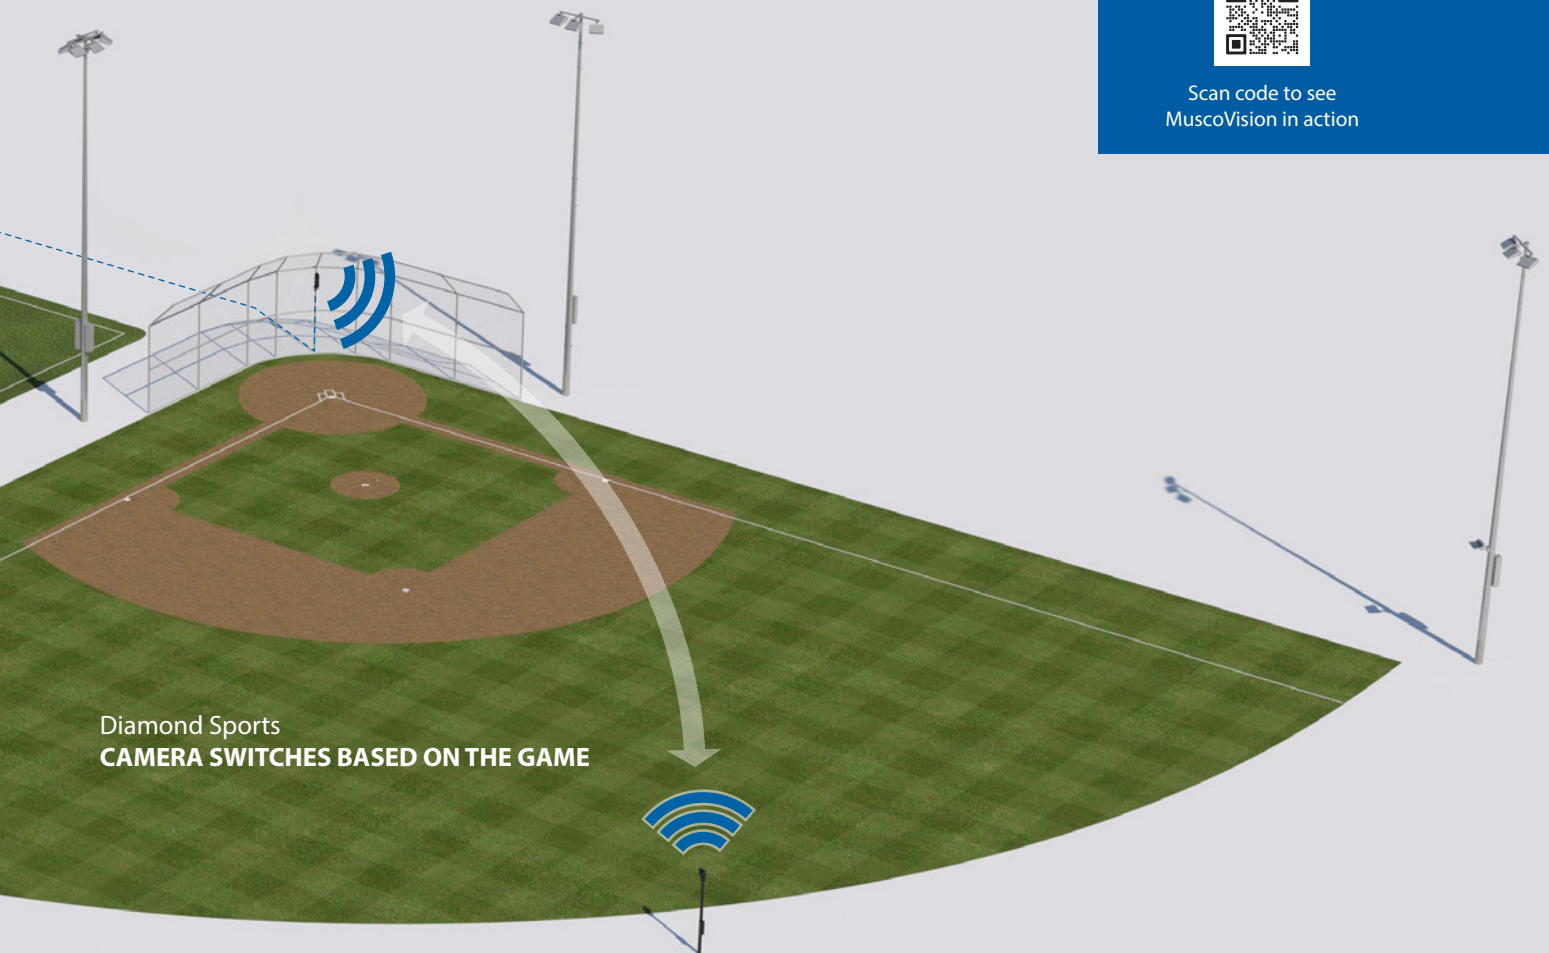 Scan code to see
MuscoVision in action
Diamond Sports
CAMERA SWITCHES BASED ON THE GAME